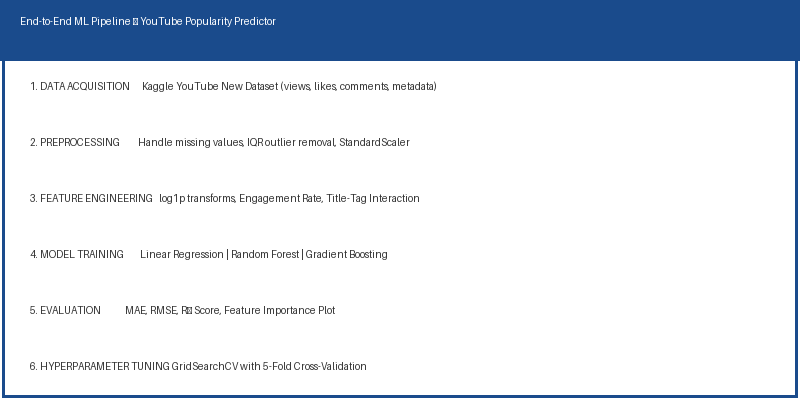 End-to-End ML Pipeline ▯ YouTube Popularity Predictor
1. DATA ACQUISITION Kaggle YouTube New Dataset (views, likes, comments, metadata)
2. PREPROCESSING Handle missing values, IQR outlier removal, StandardScaler
3. FEATURE ENGINEERING log1p transforms, Engagement Rate, Title-Tag Interaction
4. MODEL TRAINING Linear Regression | Random Forest | Gradient Boosting
5. EVALUATION MAE, RMSE, R▯ Score, Feature Importance Plot
6. HYPERPARAMETER TUNING GridSearchCV with 5-Fold Cross-Validation